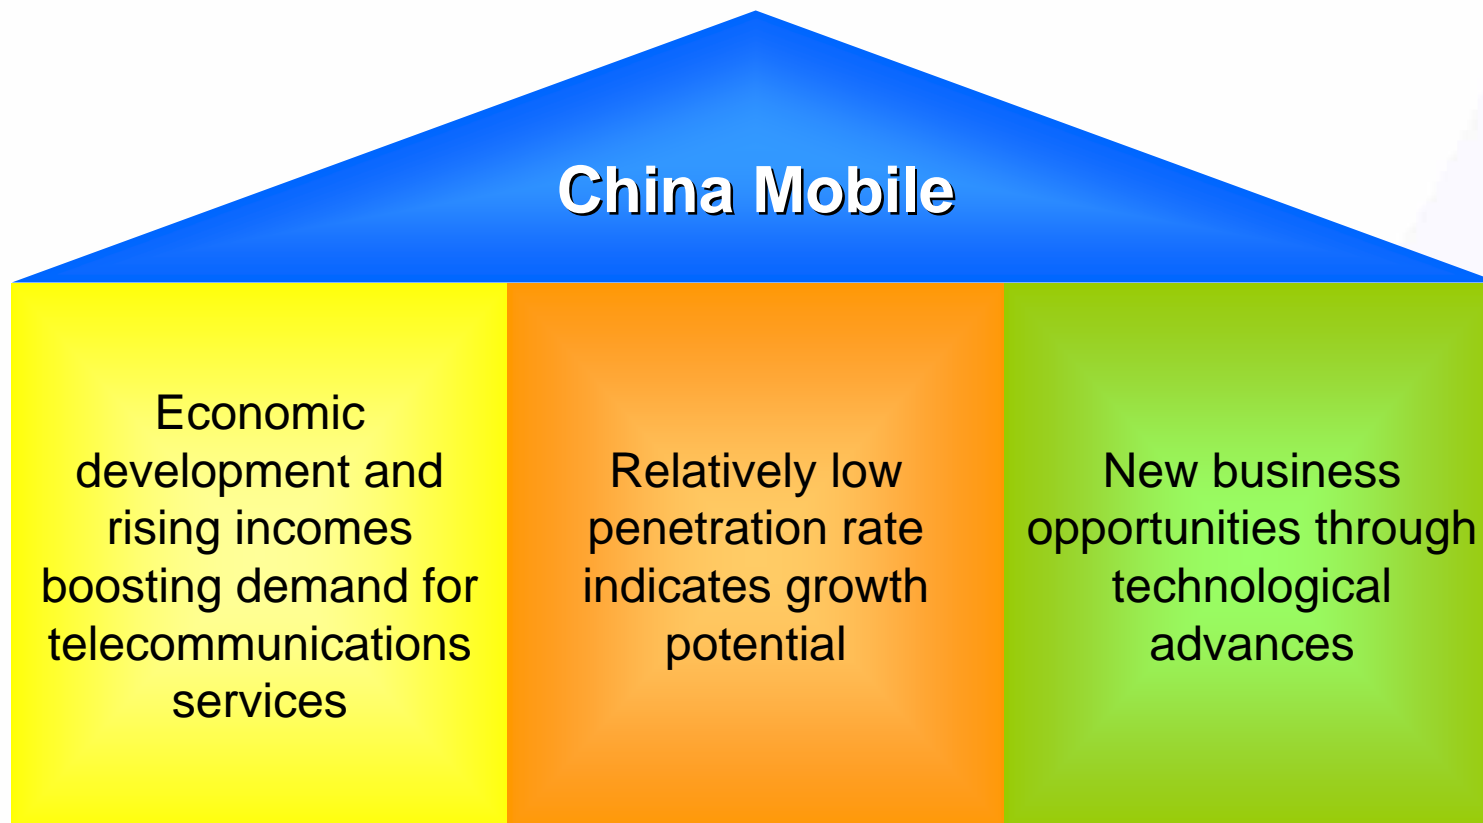 China Mobile
Economic
development and
rising incomes
boosting demand for
telecommunications
services
Relatively low
penetration rate
indicates growth
potential
New business
opportunities through
technological
advances